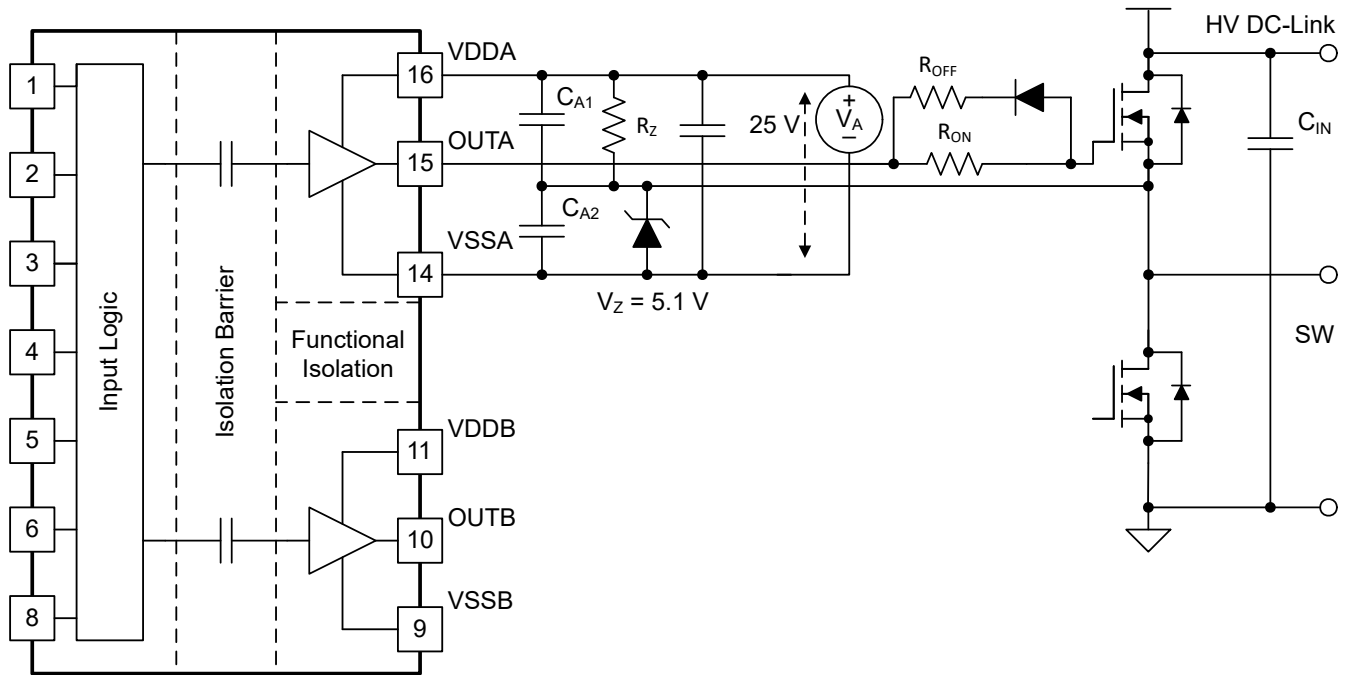 1
2
3
4
5
6
8
Input Logic
Isolation Barrier
Functional
Isolation
VDDA
16
OUTA
15
VSSA
14
VDDB
11
OUTB
10
VSSB
9
CA1
RZ
CA2
VZ = 5.1 V
25 V
+
VA
–
ROFF
RON
HV DC-Link
CIN
SW